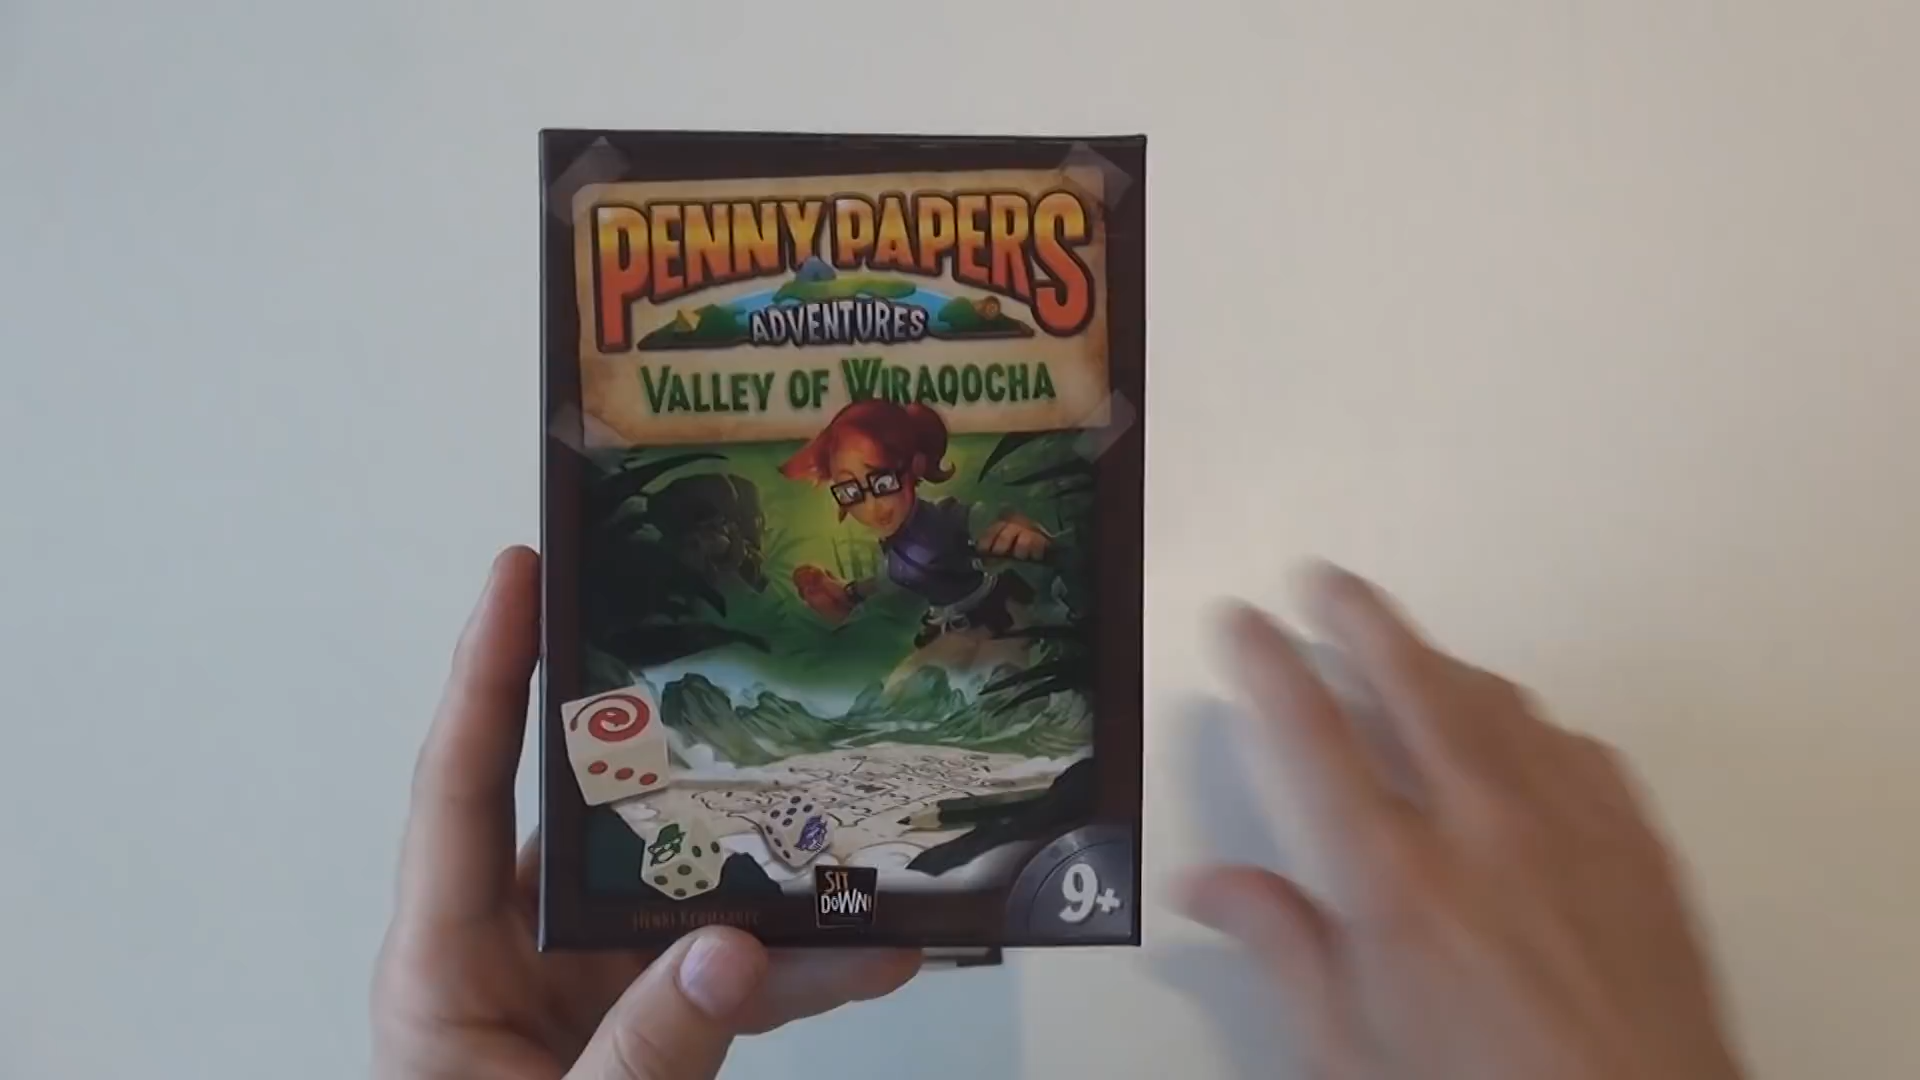 PENNY PAPERS
ADVENTURES
VALLEY OF WIRAQOCHA
SIT
DOWN!
9+